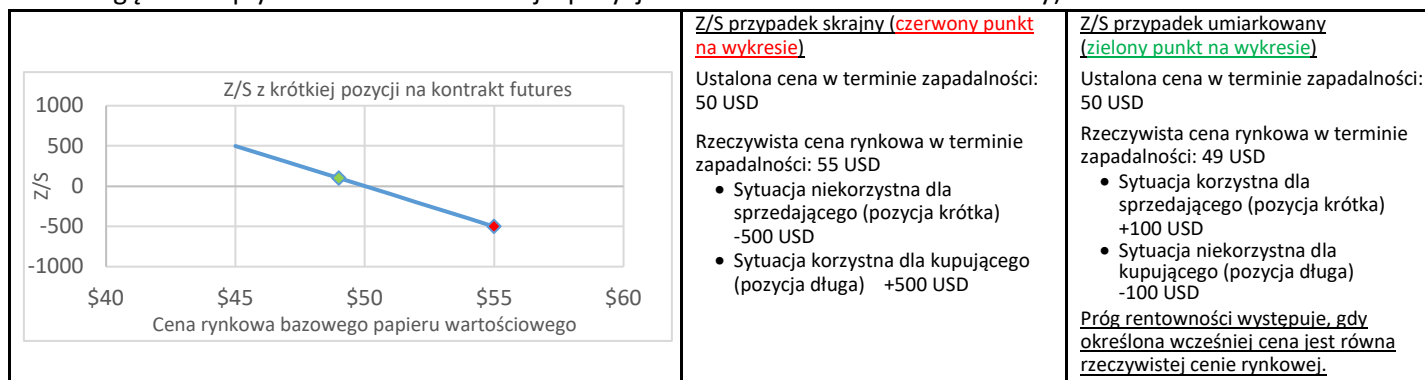 Z/S z krótkiej pozycji na kontrakt futures
1000
500
0
-500
-1000
Z/S
$40 $45 $50 $55 $60
Cena rynkowa bazowego papieru wartościowego
Z/S przypadek skrajny (czerwony punkt
na wykresie)
Ustalona cena w terminie zapadalności:
50 USD
Rzeczywista cena rynkowa w terminie
zapadalności: 55 USD
• Sytuacja niekorzystna dla
sprzedającego (pozycja krótka)
-500 USD
• Sytuacja korzystna dla kupującego
(pozycja długa) +500 USD
Z/S przypadek umiarkowany
(zielony punkt na wykresie)
Ustalona cena w terminie zapadalności:
50 USD
Rzeczywista cena rynkowa w terminie
zapadalności: 49 USD
• Sytuacja korzystna dla
sprzedającego (pozycja krótka)
+100 USD
• Sytuacja niekorzystna dla
kupującego (pozycja długa)
-100 USD
Próg rentowności występuje, gdy
określona wcześniej cena jest równa
rzeczywistej cenie rynkowej.